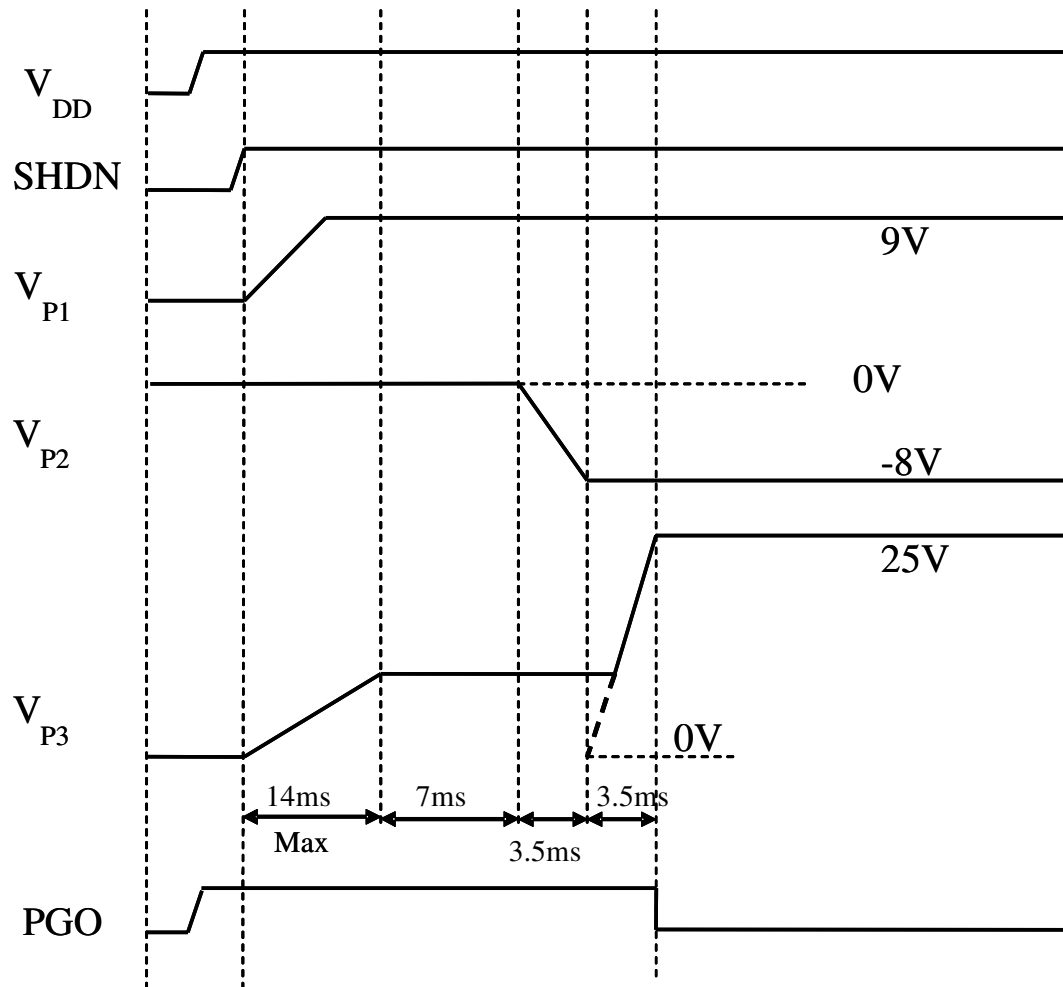 V_DD
SHDN
9V
V_P1
0V
V_P2
-8V
25V
V_P3
0V
14ms 7ms 3.5ms
Max
3.5ms
PGO